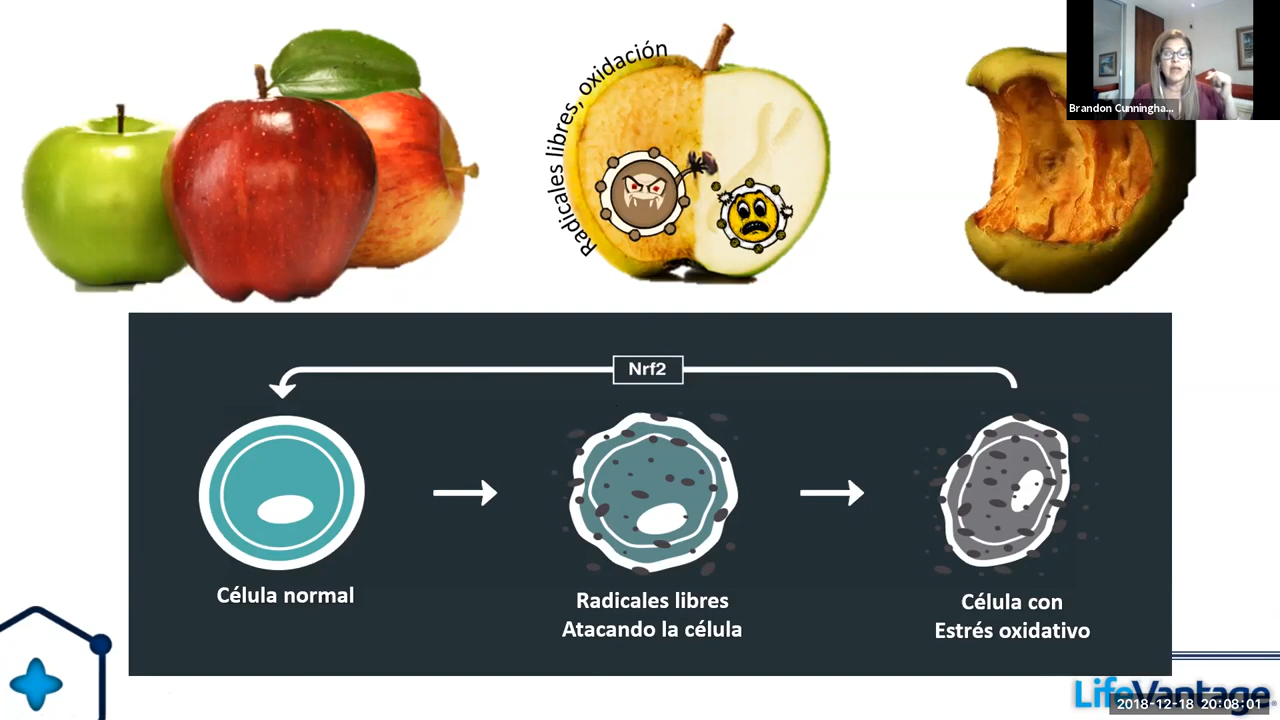 Radicales libres, oxidación
Brandon Cunningha...
Nrf2
Célula normal
Radicales libres
Atacando la célula
Célula con
Estrés oxidativo
LifeVantage
2018-12-18 20:08:01